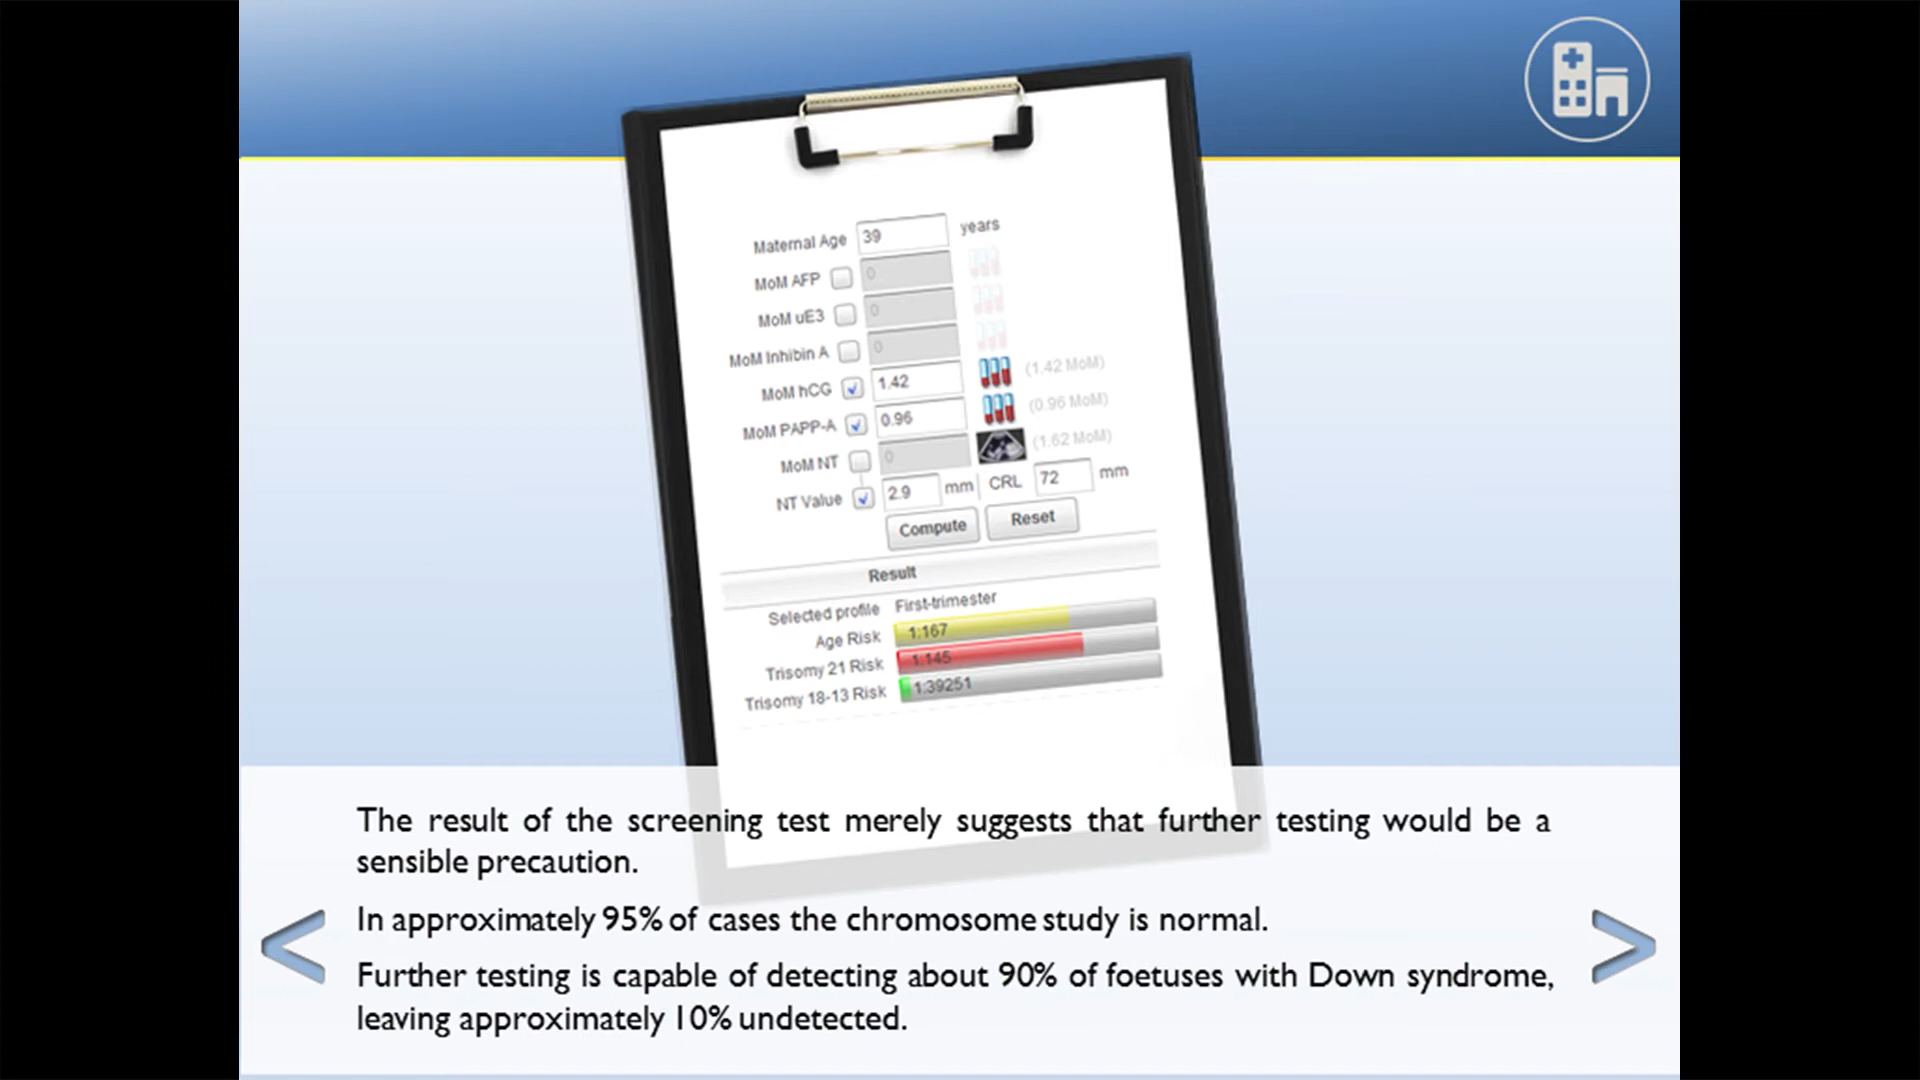 Maternal Age 39 years
MoM AFP 0
MoM uE3 0
MoM Inhibin A 0
MoM hCG 1.42 (1.42 MoM)
MoM PAPP-A 0.96 (0.96 MoM)
MoM NT 0 (1.62 MoM)
NT Value 2.9 mm CRL 72 mm
Compute Reset
Result
Selected profile First-trimester
Age Risk 1:167
Trisomy 21 Risk 1:145
Trisomy 18-13 Risk 1:39251
The result of the screening test merely suggests that further testing would be a
sensible precaution.
In approximately 95% of cases the chromosome study is normal.
Further testing is capable of detecting about 90% of foetuses with Down syndrome,
leaving approximately 10% undetected.